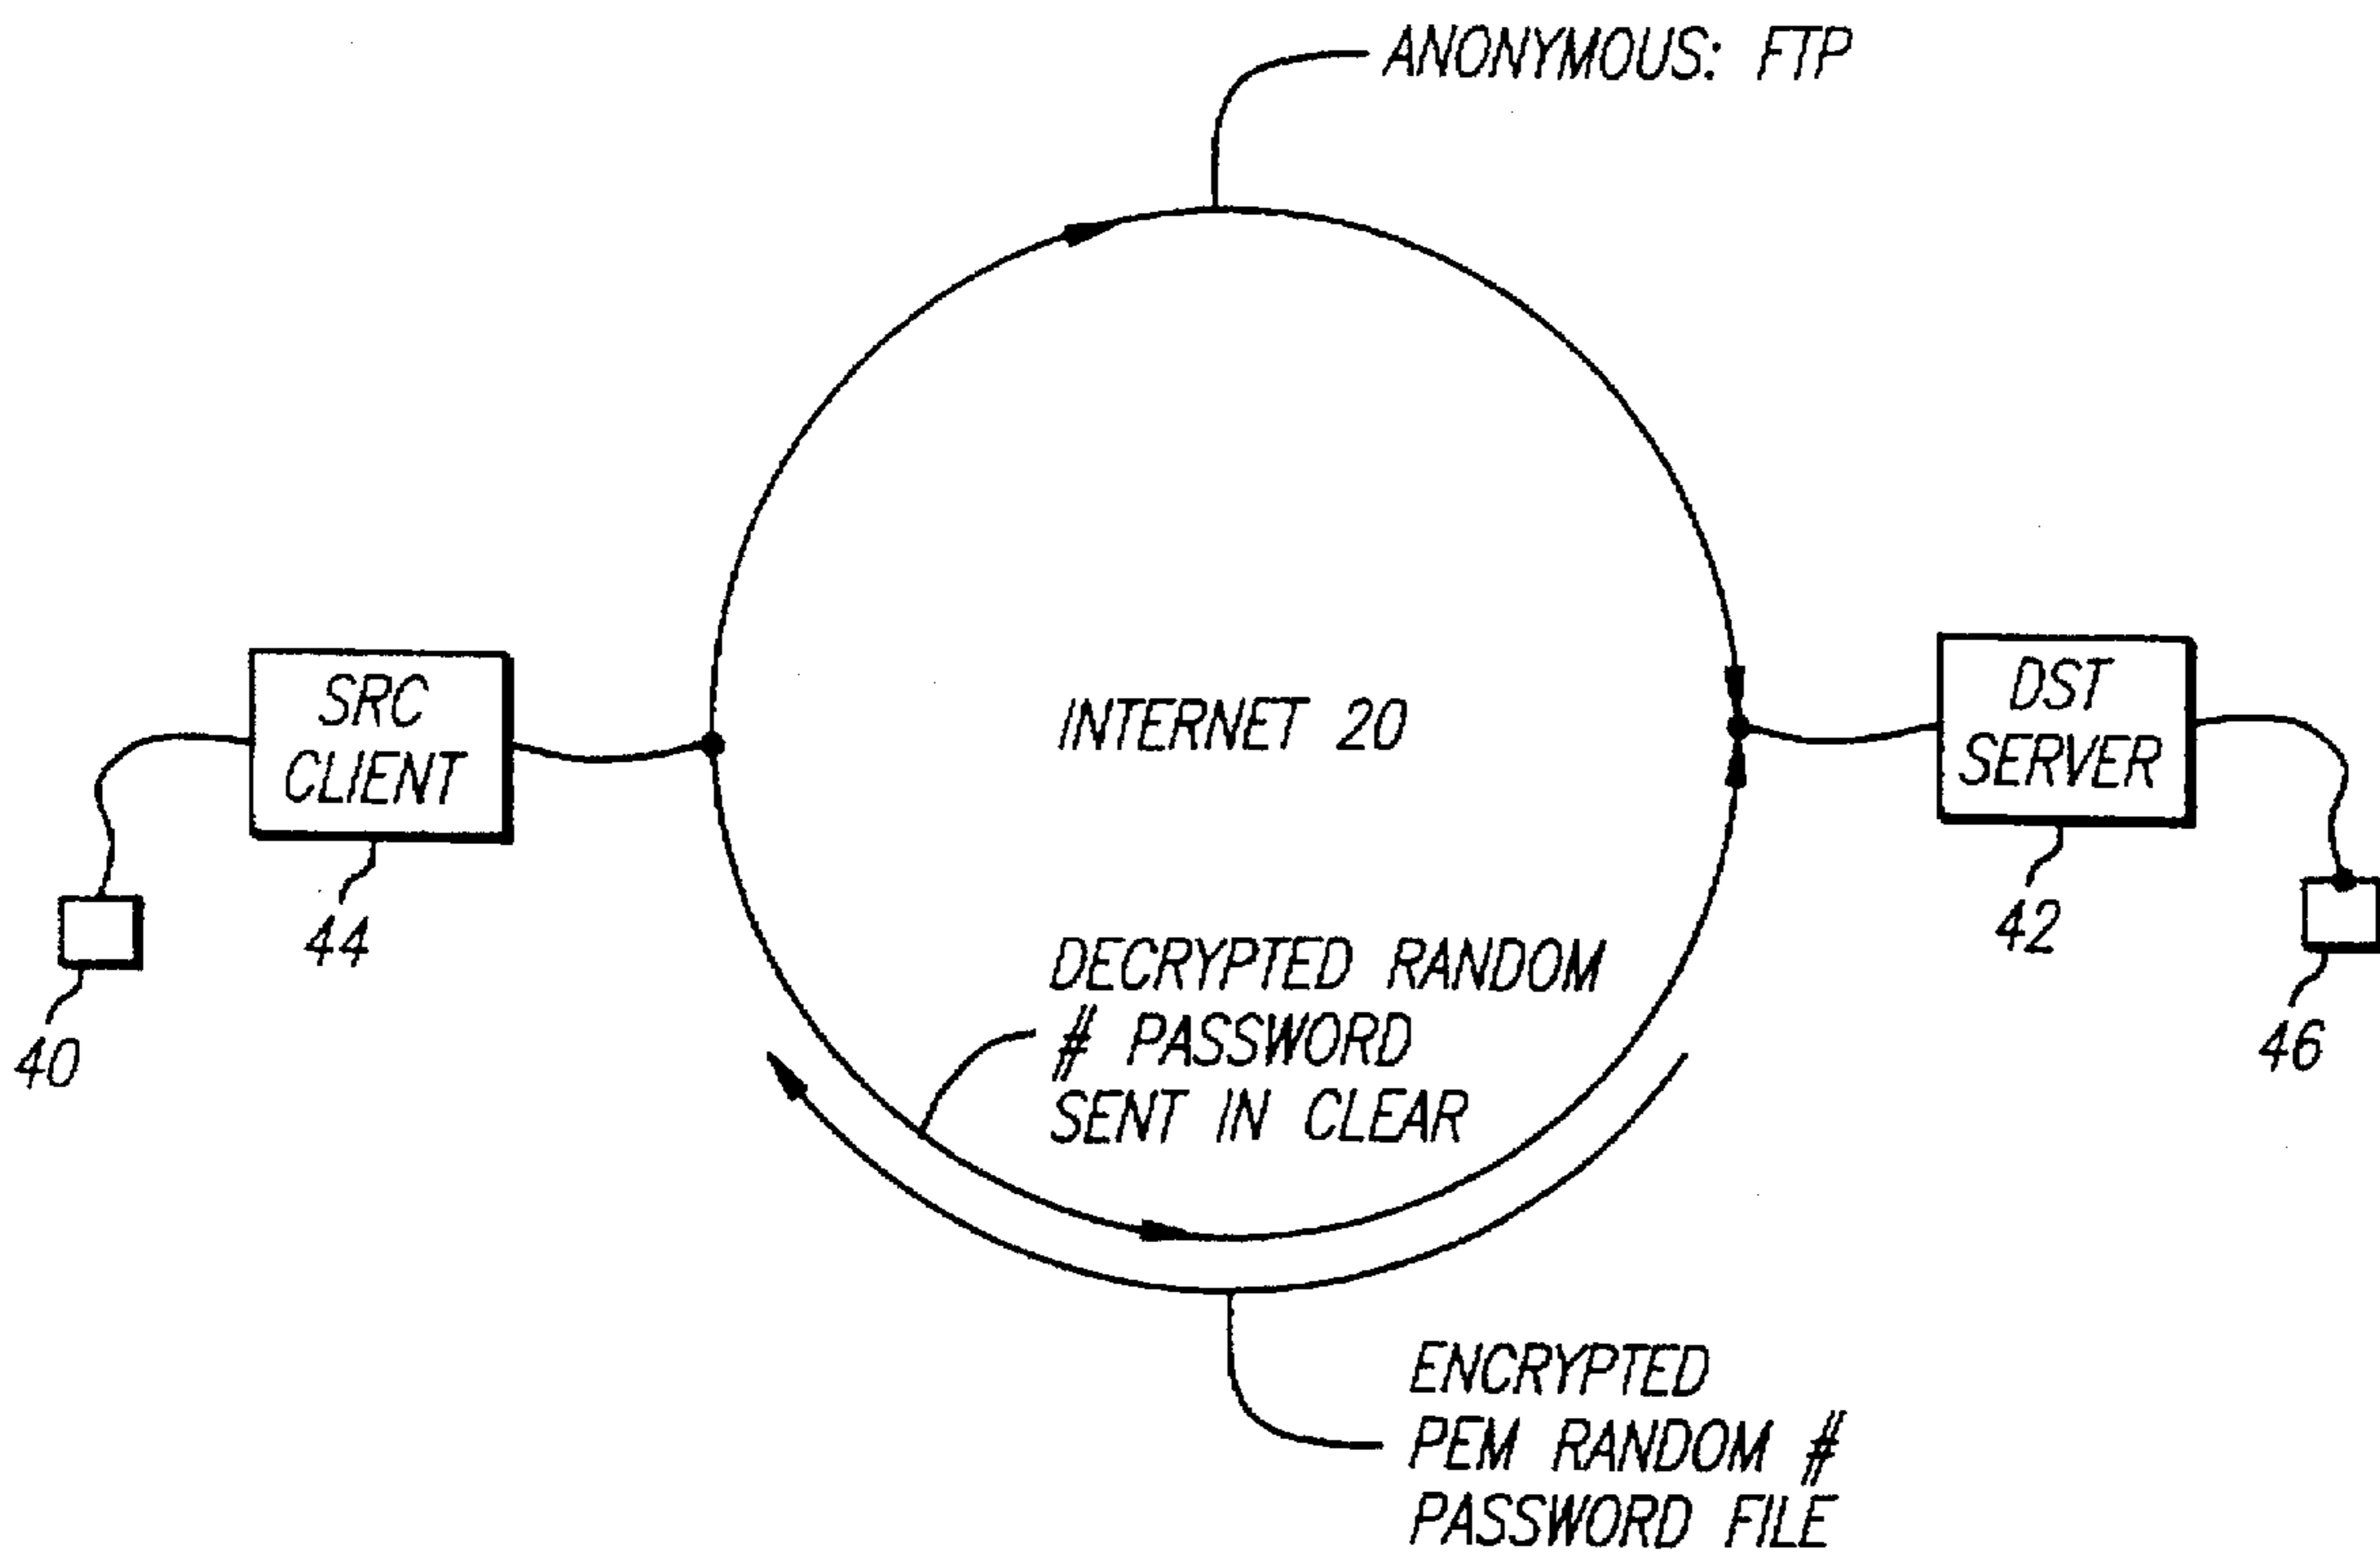 ANONYMOUS: FTP
SRC
CLIENT
44
40
INTERNET 20
DST
SERVER
42
46
DECRYPTED RANDOM
# PASSWORD
SENT IN CLEAR
ENCRYPTED
PEM RANDOM #
PASSWORD FILE